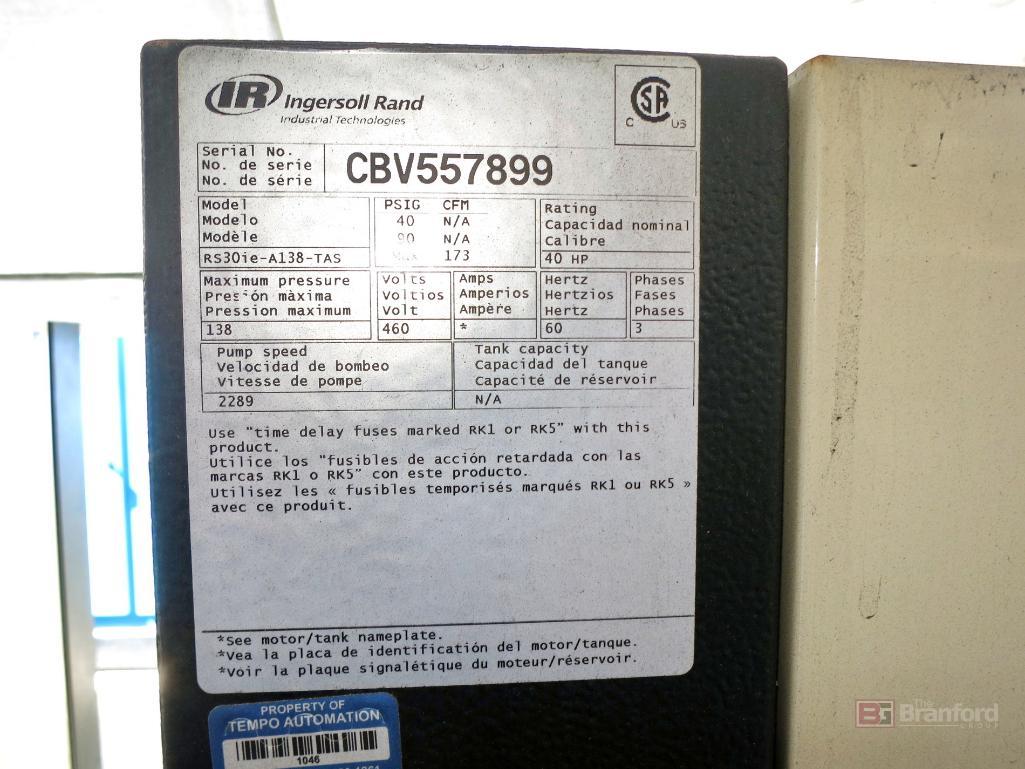 IR Ingersoll Rand
Industrial Technologies
C SA US
Serial No.
No. de serie
No. de série
CBV557899
Model
Modelo
Modèle
RS30ie-A138-TAS
PSIG CFM
40 N/A
90 N/A
Max 173
Rating
Capacidad nominal
Calibre
40 HP
Maximum pressure
Presión màxima
Pression maximum
138
Volts
Voltios
Volt
460
Amps
Amperios
Ampère
*
Hertz
Hertzios
Hertz
60
Phases
Fases
Phases
3
Pump speed
Velocidad de bombeo
Vitesse de pompe
2289
Tank capacity
Capacidad del tanque
Capacité de réservoir
N/A
Use "time delay fuses marked RK1 or RK5" with this
product.
Utilice los "fusibles de acción retardada con las
marcas RK1 o RK5" con este producto.
Utilisez les « fusibles temporisés marqués RK1 ou RK5 »
avec ce produit.
*See motor/tank nameplate.
*Vea la placa de identificación del motor/tanque.
*Voir la plaque signalétique du moteur/réservoir.
PROPERTY OF
TEMPO AUTOMATION
1046
BG The Branford
GROUP